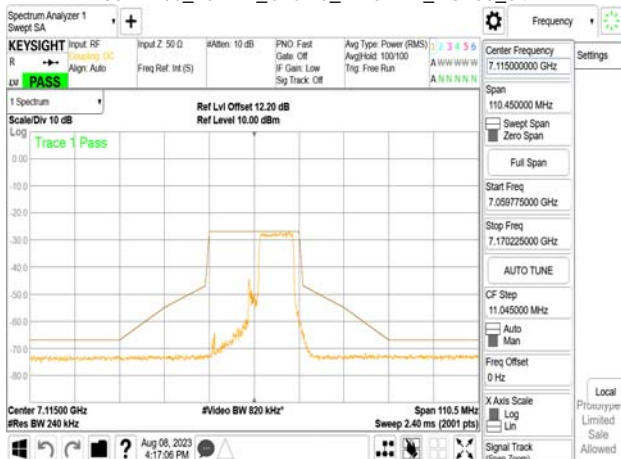 Spectrum Analyzer 1
Swept SA
Frequency
KEYSIGHT
R
LXI
PASS
Input: RF
Coupling: DC
Align: Auto
Input Z: 50 Ω
Freq Ref: Int (S)
#Atten: 10 dB
PNO: Fast
Gate: Off
IF Gain: Low
Sig Track: Off
Avg Type: Power (RMS)
Avg|Hold: 100/100
Trig: Free Run
1 2 3 4 5 6
A W W W W W
A N N N N N
1 Spectrum
Scale/Div 10 dB
Ref Lvl Offset 12.20 dB
Ref Level 10.00 dBm
Log
Trace 1 Pass
0.00
-10.0
-20.0
-30.0
-40.0
-50.0
-60.0
-70.0
-80.0
Center 7.11500 GHz
#Res BW 240 kHz
#Video BW 820 kHz*
Span 110.5 MHz
Sweep 2.40 ms (2001 pts)
Aug 08, 2023
4:17:06 PM
Center Frequency
7.115000000 GHz
Span
110.450000 MHz
Swept Span
Zero Span
Full Span
Start Freq
7.059775000 GHz
Stop Freq
7.170225000 GHz
AUTO TUNE
CF Step
11.045000 MHz
Auto
Man
Freq Offset
0 Hz
X Axis Scale
Log
Lin
Signal Track
(Span Zoom)
Settings
Local
Prototype
Limited
Sale
Allowed